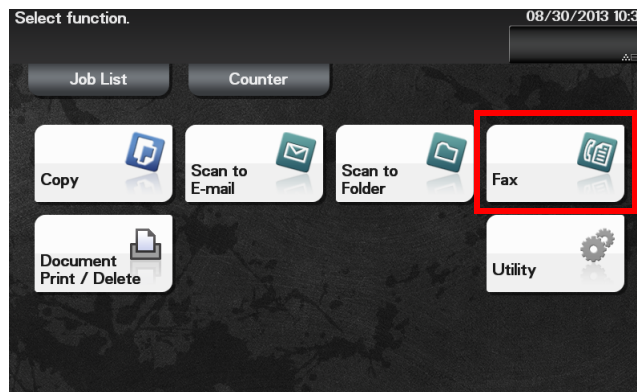 Select function.
08/30/2013 10:3
Job List
Counter
Copy
Scan to
E-mail
Scan to
Folder
Fax
Document
Print / Delete
Utility